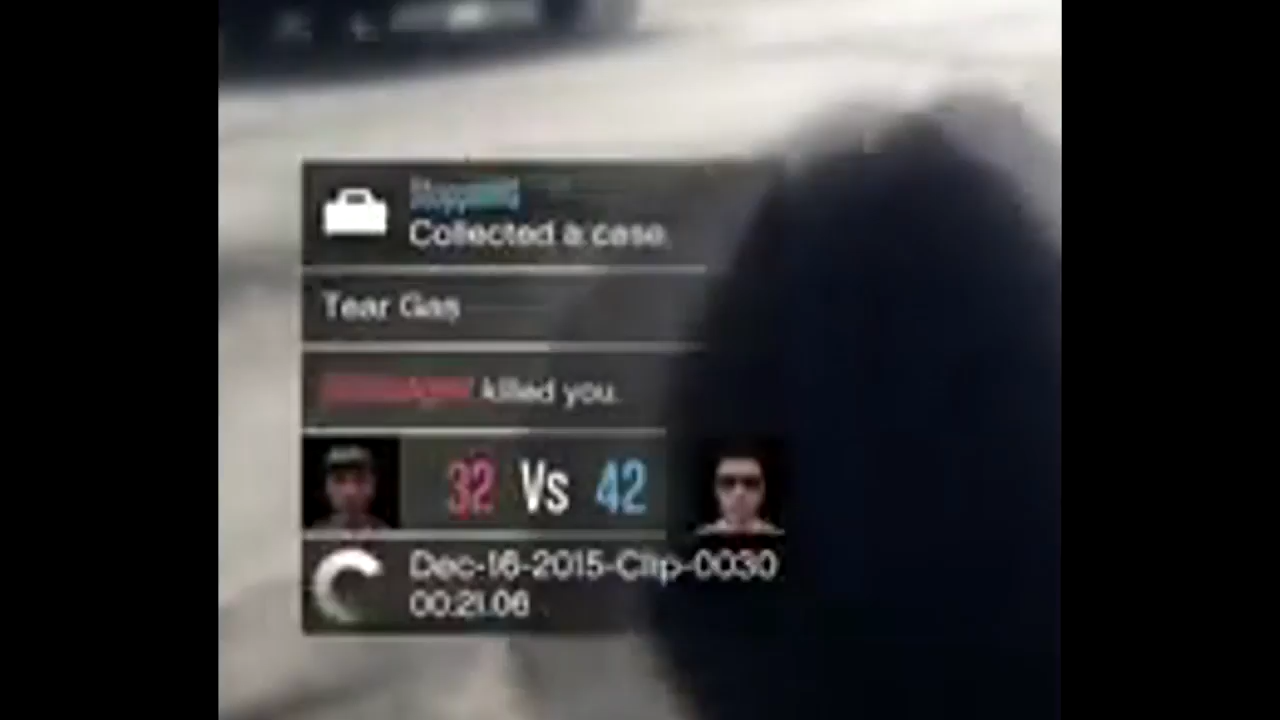 Collected a case.
Tear Gas
killed you.
32 Vs 42
Dec-16-2015-Clip-0030
00:21.06